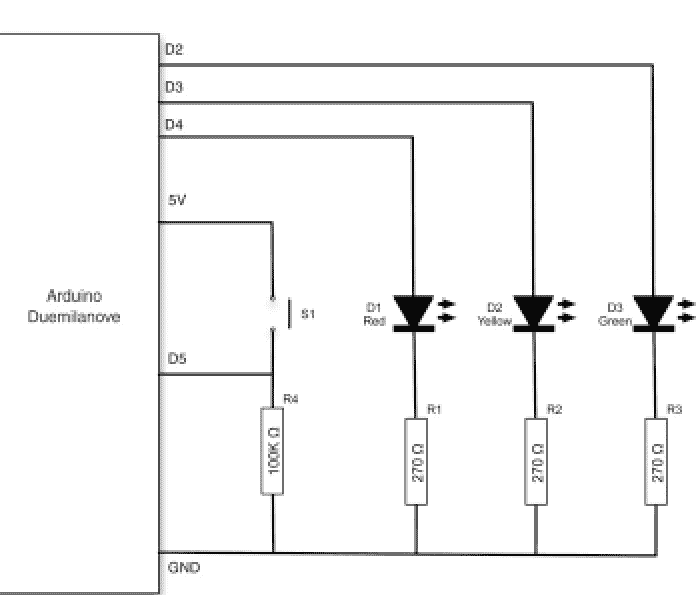 D2
D3
D4
5V
Arduino
Duemilanove
S1
D1
Red
D2
Yellow
D3
Green
D5
R4
R1
R2
R3
100K Ω
270 Ω
270 Ω
270 Ω
GND